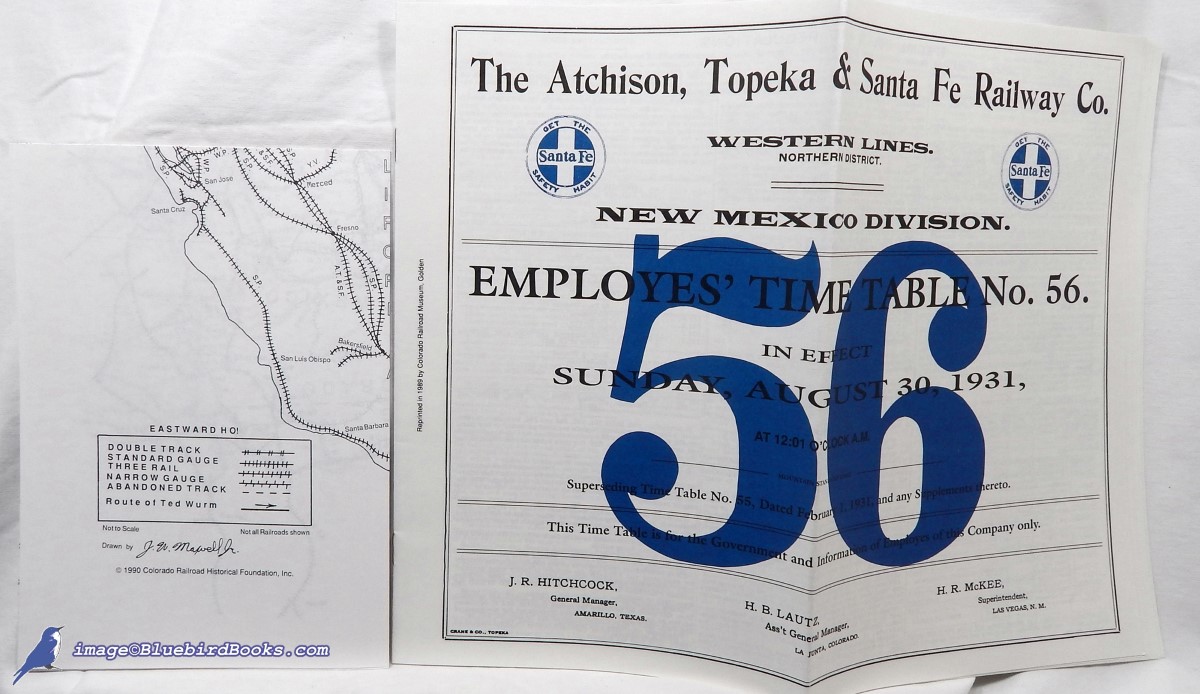 S.P.
W.P.
W.P.
S.P.
A.T. & S.F.
S.P.
Y.V.
Merced
San Jose
Santa Cruz
Fresno
S.P.
A.T.&S.F.
S.P.
Bakersfield
San Luis Obispo
Santa Barbara
EASTWARD HO!
DOUBLE TRACK
STANDARD GAUGE
THREE RAIL
NARROW GAUGE
ABANDONED TRACK
Route of Ted Wurm
Not to Scale
Not all Railroads shown
Drawn by J. W. Maxwell Jr.
© 1990 Colorado Railroad Historical Foundation, Inc.
image©BluebirdBooks.com
Reprinted in 1989 by Colorado Railroad Museum, Golden
The Atchison, Topeka & Santa Fe Railway Co.
GET THE
Santa Fe
SAFETY HABIT
WESTERN LINES.
NORTHERN DISTRICT.
GET THE
Santa Fe
SAFETY HABIT
NEW MEXICO DIVISION.
56
EMPLOYES' TIME TABLE No. 56.
IN EFFECT
SUNDAY, AUGUST 30, 1931,
AT 12:01 O'CLOCK A.M.
Superseding Time Table No. 55, Dated February 1, 1931, and any Supplements thereto.
This Time Table is for the Government and Information of Employes of this Company only.
J. R. HITCHCOCK,
General Manager,
AMARILLO, TEXAS.
H. B. LAUTZ,
Ass't General Manager,
LA JUNTA, COLORADO.
H. R. McKEE,
Superintendent,
LAS VEGAS, N. M.
CRANE & CO., TOPEKA